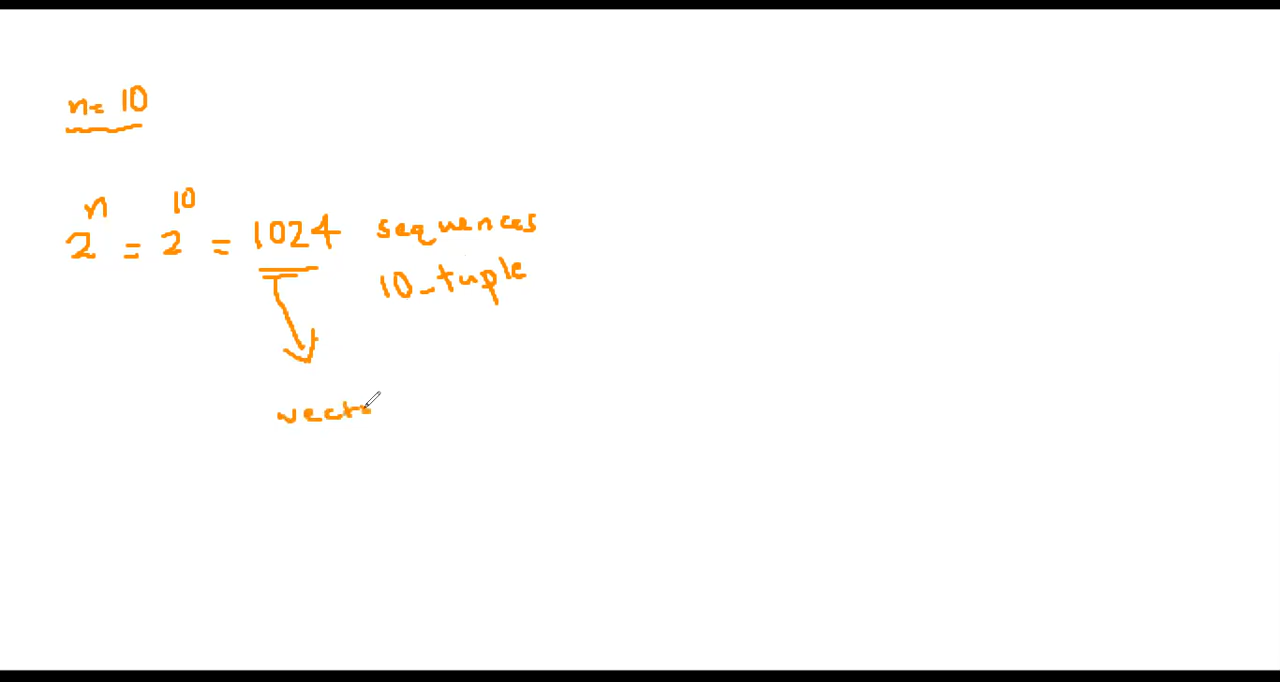 n= 10
2^n = 2^10 = 1024 sequences
10-tuple
vect